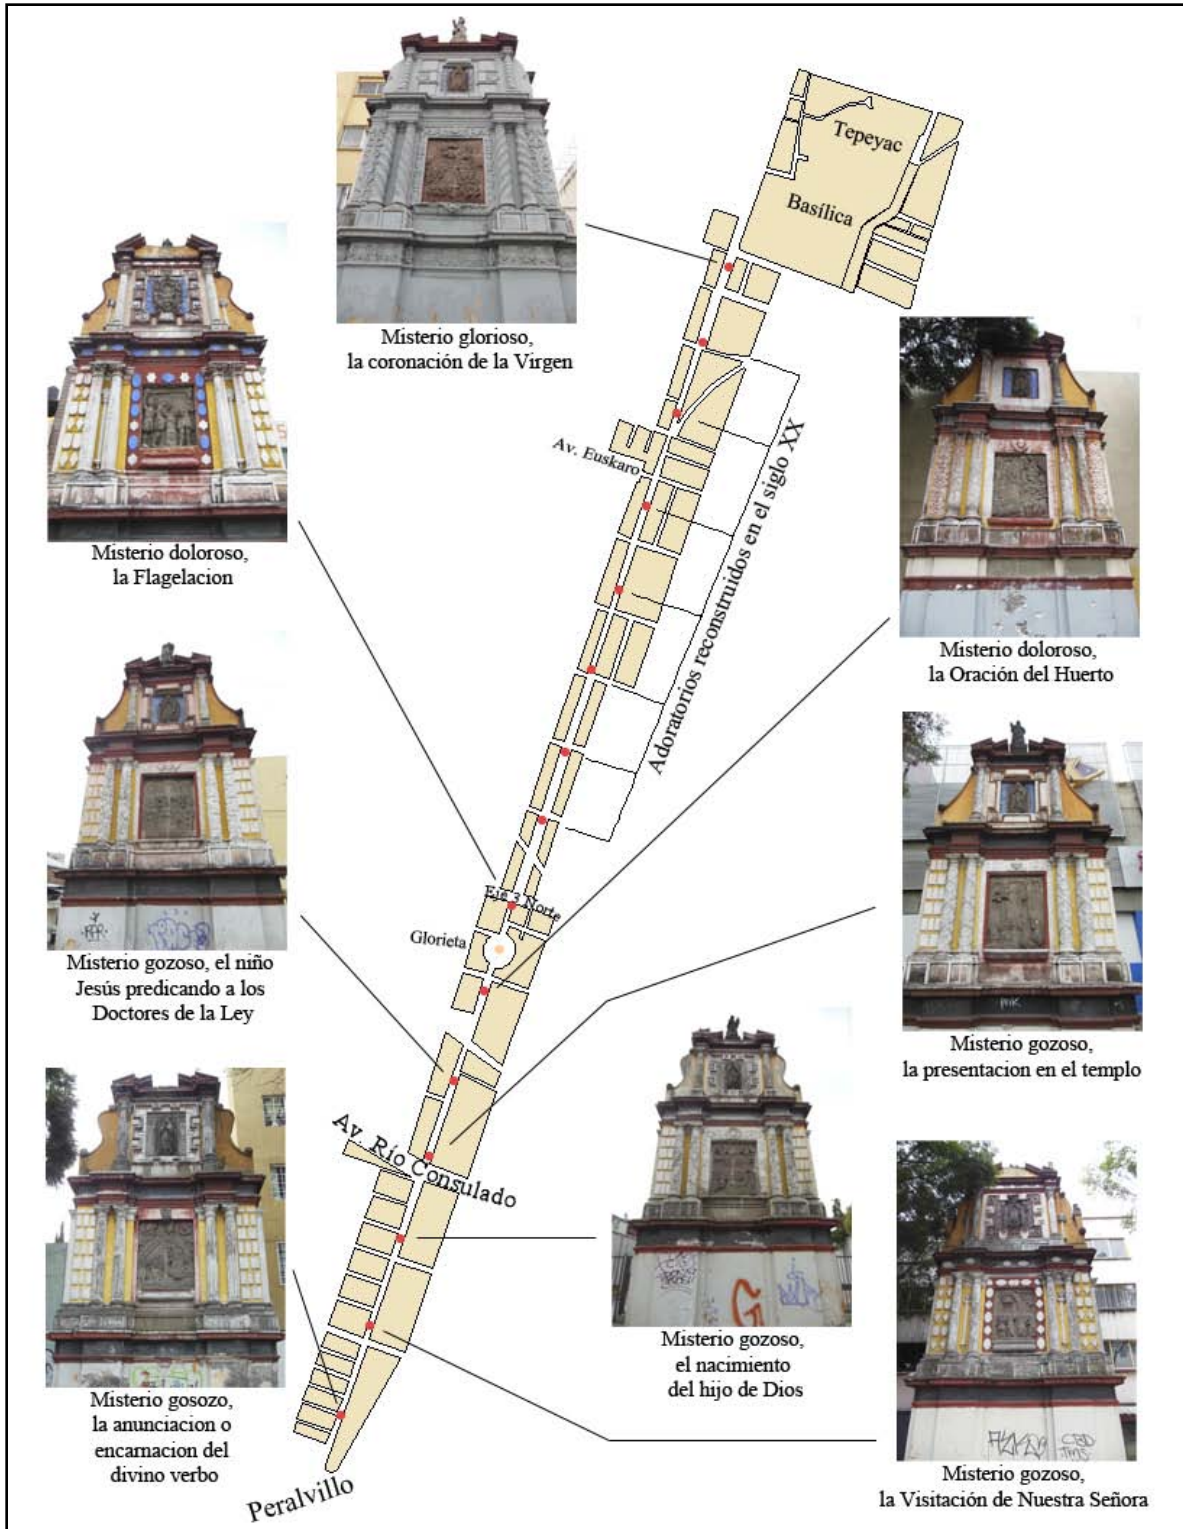 Tepeyac
Basílica
Misterio glorioso,
la coronación de la Virgen
Av. Euskaro
Adoratorios reconstruidos en el siglo XX
Misterio doloroso,
la Flagelacion
Misterio doloroso,
la Oración del Huerto
Eje 3 Norte
Glorieta
Misterio gozoso, el niño
Jesús predicando a los
Doctores de la Ley
Misterio gozoso,
la presentacion en el templo
Av. Río Consulado
Misterio gozoso,
el nacimiento
del hijo de Dios
Misterio gosozo,
la anunciacion o
encarnacion del
divino verbo
Misterio gozoso,
la Visitación de Nuestra Señora
Peralvillo